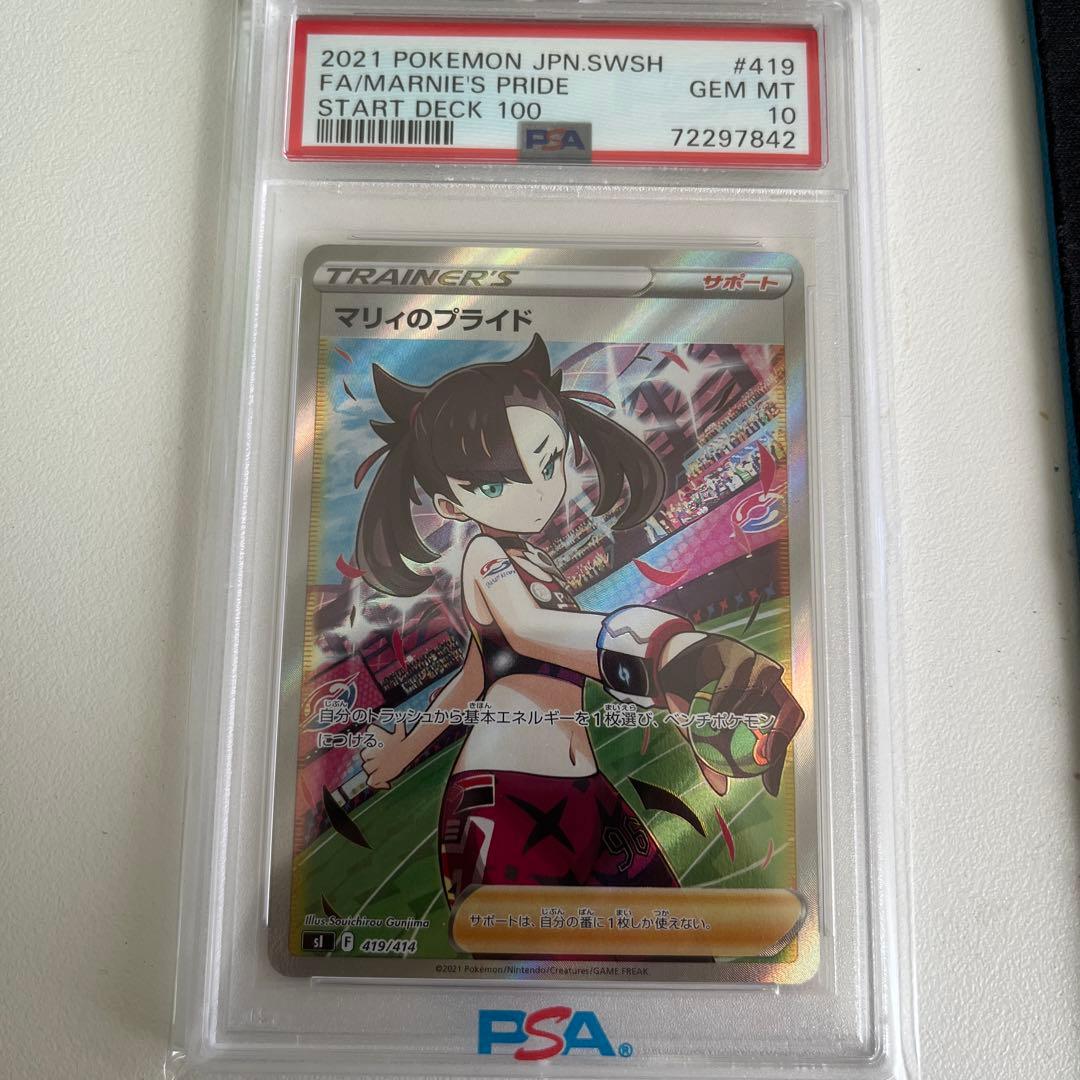 2021 POKEMON JPN.SWSH #419
FA/MARNIE'S PRIDE GEM MT
START DECK 100 10
PSA 72297842
TRAINER'S サポート
マリィのプライド
自分のトラッシュから基本エネルギーを1枚選び、ベンチポケモン
につける。
96
サポートは、自分の番に1枚しか使えない。
Illus.Souichirou Gunjima
sI F 419/414
©2021 Pokémon/Nintendo/Creatures/GAME FREAK
PSA®